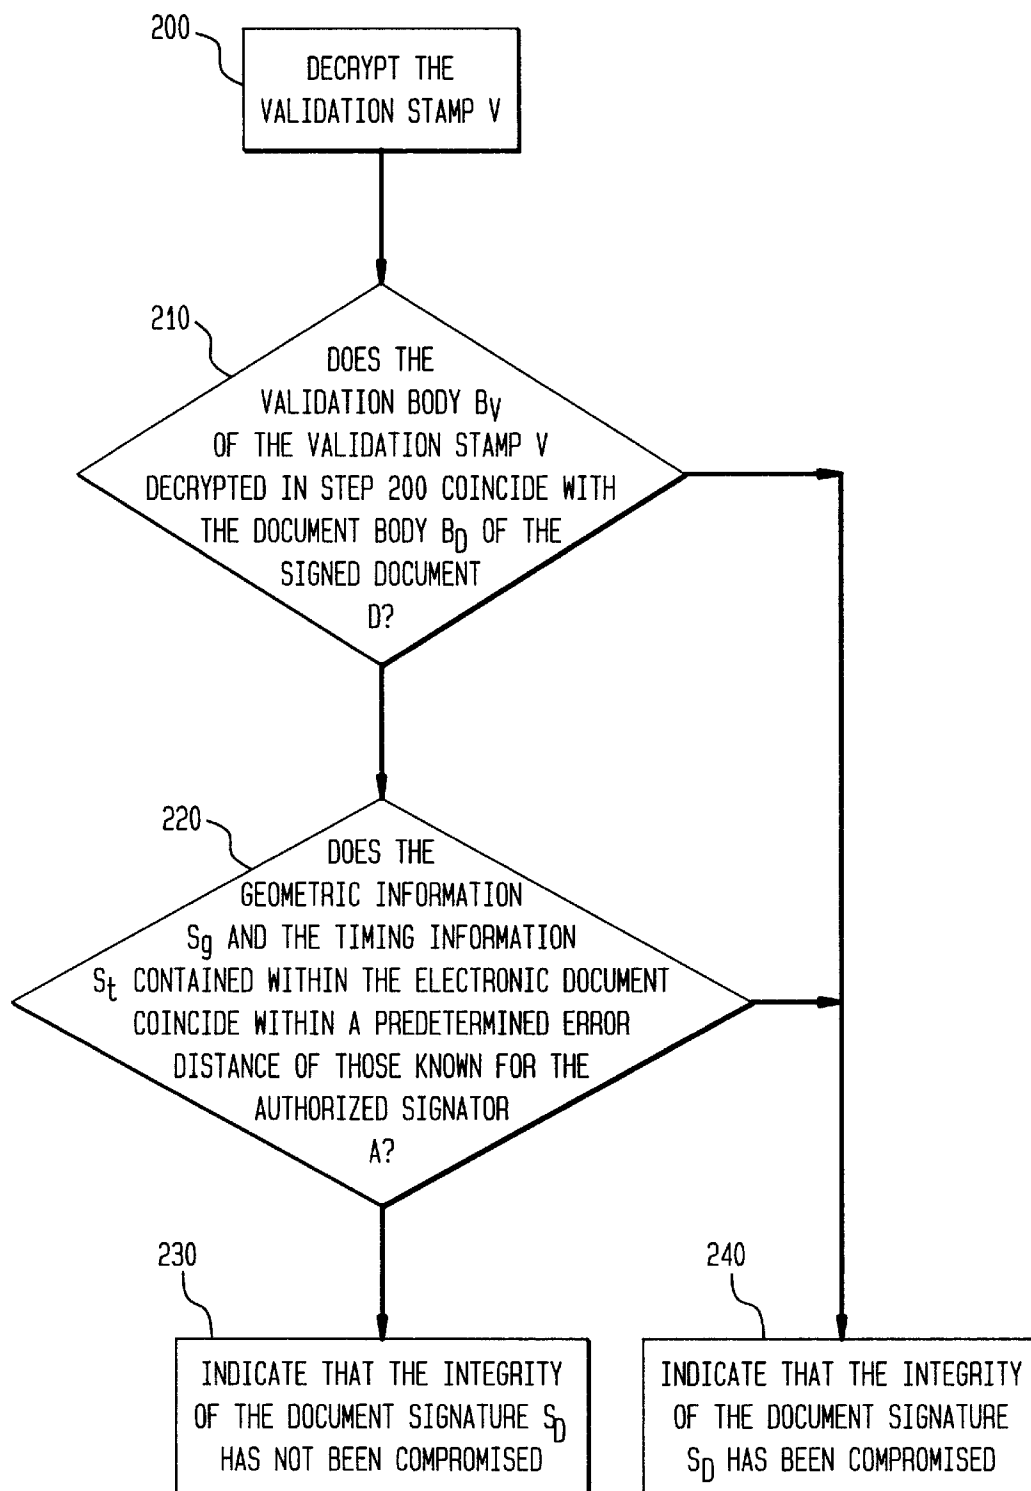 200
DECRYPT THE
VALIDATION STAMP V
210
DOES THE
VALIDATION BODY BV
OF THE VALIDATION STAMP V
DECRYPTED IN STEP 200 COINCIDE WITH
THE DOCUMENT BODY BD OF THE
SIGNED DOCUMENT
D?
220
DOES THE
GEOMETRIC INFORMATION
Sg AND THE TIMING INFORMATION
St CONTAINED WITHIN THE ELECTRONIC DOCUMENT
COINCIDE WITHIN A PREDETERMINED ERROR
DISTANCE OF THOSE KNOWN FOR THE
AUTHORIZED SIGNATOR
A?
230
INDICATE THAT THE INTEGRITY
OF THE DOCUMENT SIGNATURE SD
HAS NOT BEEN COMPROMISED
240
INDICATE THAT THE INTEGRITY
OF THE DOCUMENT SIGNATURE
SD HAS BEEN COMPROMISED